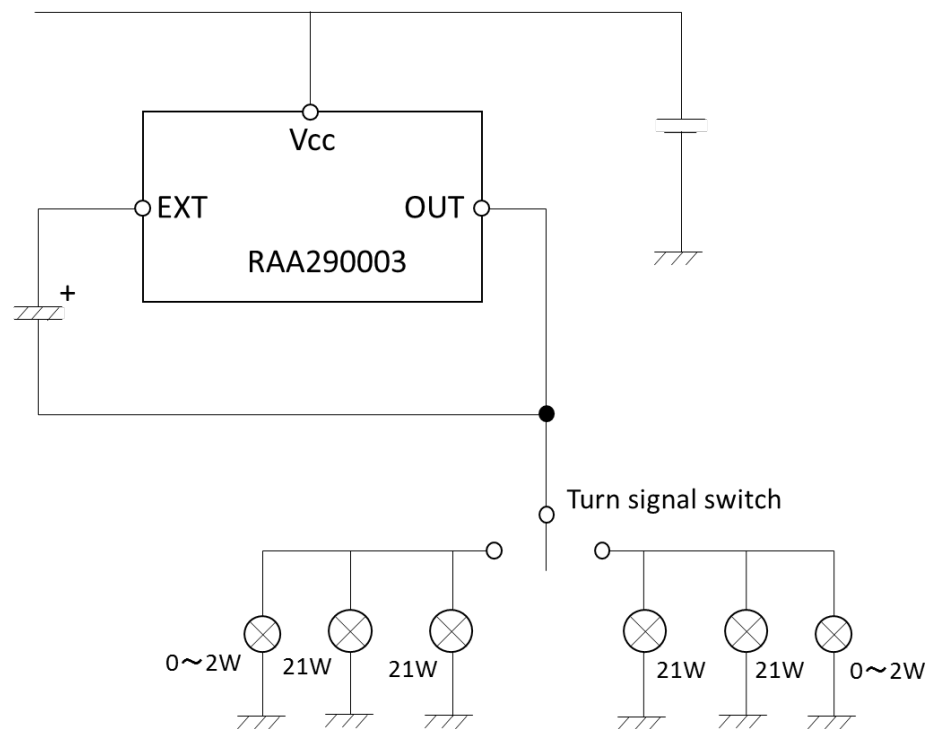 Vcc
EXT
OUT
RAA290003
+
Turn signal switch
0～2W
21W
21W
21W
21W
0～2W